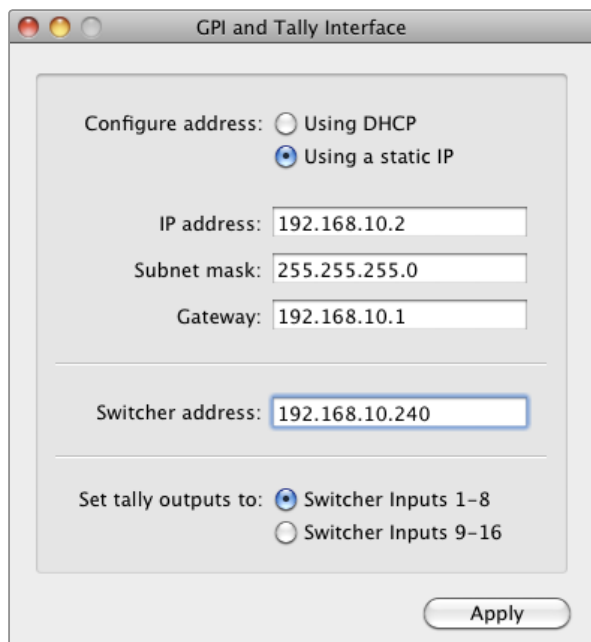 GPI and Tally Interface
Configure address: Using DHCP
Using a static IP
IP address: 192.168.10.2
Subnet mask: 255.255.255.0
Gateway: 192.168.10.1
Switcher address: 192.168.10.240
Set tally outputs to: Switcher Inputs 1–8
Switcher Inputs 9–16
Apply